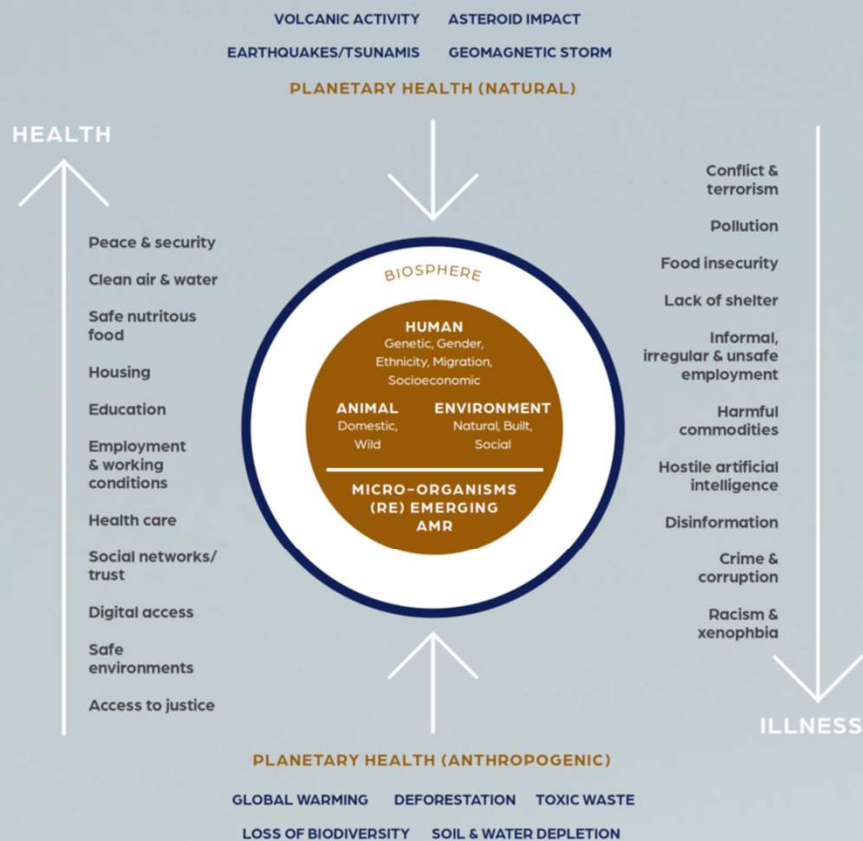 VOLCANIC ACTIVITY ASTEROID IMPACT
EARTHQUAKES/TSUNAMIS GEOMAGNETIC STORM
PLANETARY HEALTH (NATURAL)
HEALTH
Peace & security
Clean air & water
Safe nutritous
food
Housing
Education
Employment
& working
conditions
Health care
Social networks/
trust
Digital access
Safe
environments
Access to justice
BIOSPHERE
HUMAN
Genetic, Gender,
Ethnicity, Migration,
Socioeconomic
ANIMAL
Domestic,
Wild
ENVIRONMENT
Natural, Built,
Social
MICRO-ORGANISMS
(RE) EMERGING
AMR
Conflict &
terrorism
Pollution
Food insecurity
Lack of shelter
Informal,
irregular & unsafe
employment
Harmful
commodities
Hostile artificial
intelligence
Disinformation
Crime &
corruption
Racism &
xenophbia
ILLNESS
PLANETARY HEALTH (ANTHROPOGENIC)
GLOBAL WARMING DEFORESTATION TOXIC WASTE
LOSS OF BIODIVERSITY SOIL & WATER DEPLETION